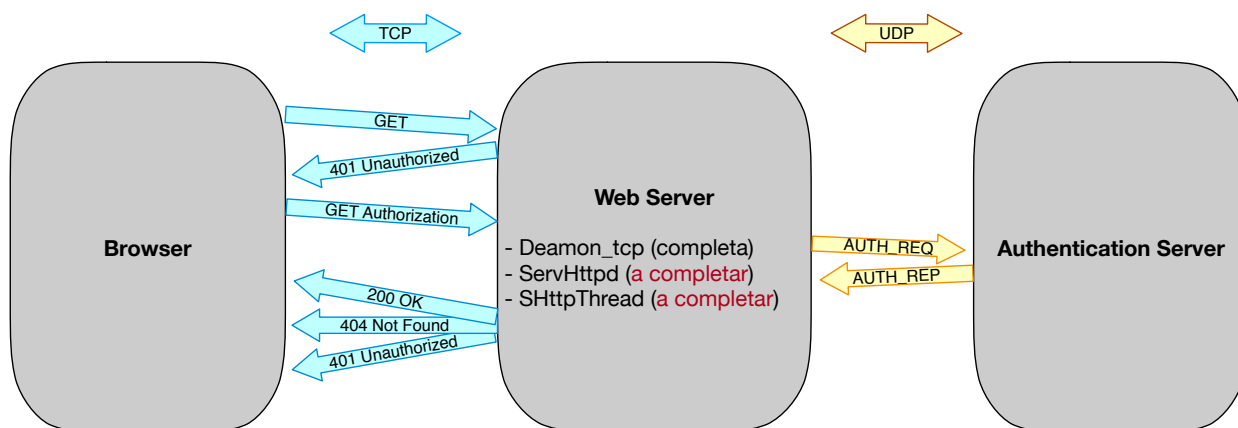 TCP
UDP
GET
401 Unauthorized
GET Authorization
200 OK
404 Not Found
401 Unauthorized
Browser
Web Server
- Deamon_tcp (completa)
- ServHttpd (a completar)
- SHttpThread (a completar)
AUTH_REQ
AUTH_REP
Authentication Server